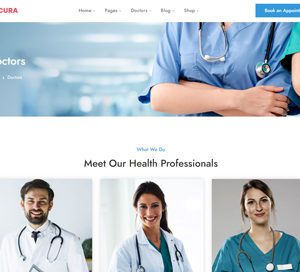 CURA
Home Pages Doctors Blog Shop
Book an Appoin
octors
Doctors
What We Do
Meet Our Health Professionals